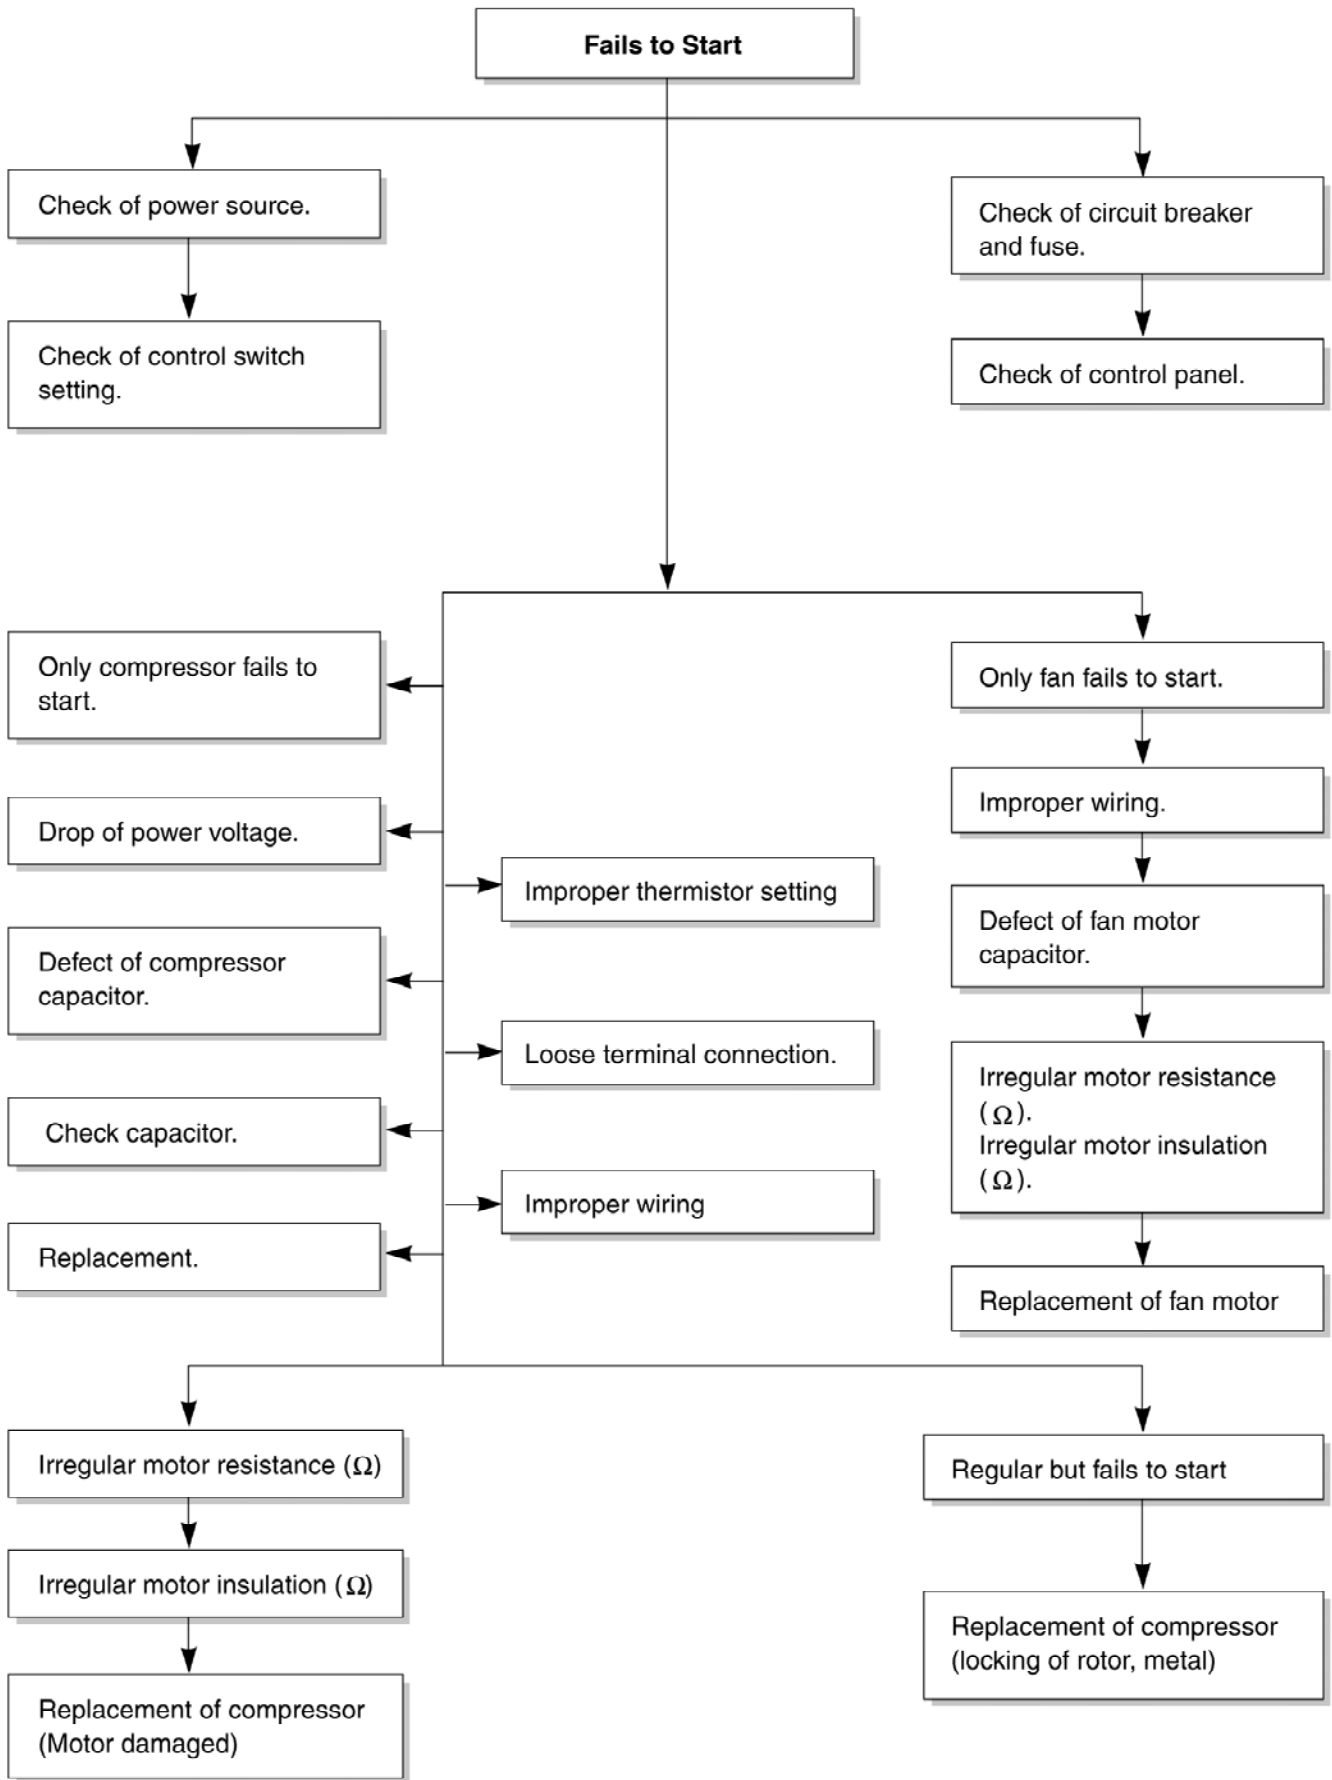 Fails to Start
Check of power source.
Check of circuit breaker
and fuse.
Check of control switch
setting.
Check of control panel.
Only compressor fails to
start.
Only fan fails to start.
Drop of power voltage.
Improper wiring.
Improper thermistor setting
Defect of fan motor
capacitor.
Defect of compressor
capacitor.
Loose terminal connection.
Irregular motor resistance
(Ω).
Irregular motor insulation
(Ω).
Check capacitor.
Improper wiring
Replacement.
Replacement of fan motor
Irregular motor resistance (Ω)
Regular but fails to start
Irregular motor insulation (Ω)
Replacement of compressor
(locking of rotor, metal)
Replacement of compressor
(Motor damaged)